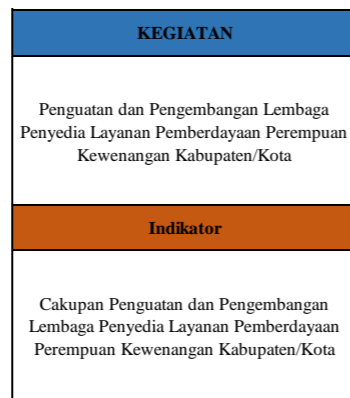 KEGIATAN
Penguatan dan Pengembangan Lembaga
Penyedia Layanan Pemberdayaan Perempuan
Kewenangan Kabupaten/Kota
Indikator
Cakupan Penguatan dan Pengembangan
Lembaga Penyedia Layanan Pemberdayaan
Perempuan Kewenangan Kabupaten/Kota